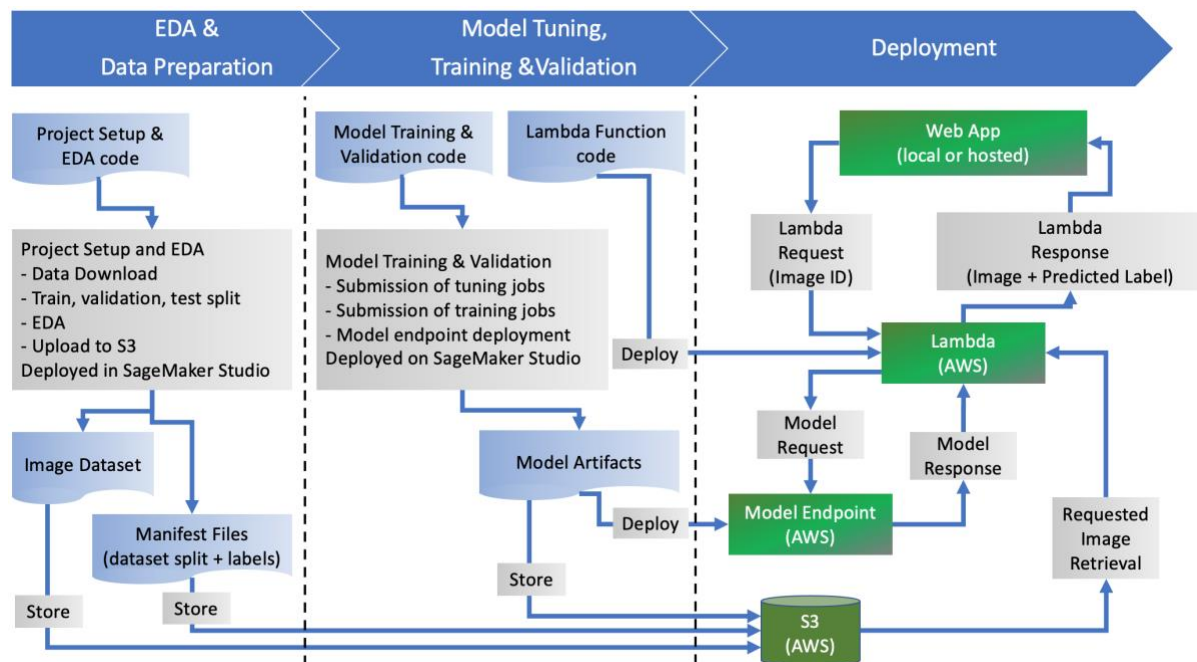 EDA &
Data Preparation
Model Tuning,
Training &Validation
Deployment
Project Setup &
EDA code
Project Setup and EDA
- Data Download
- Train, validation, test split
- EDA
- Upload to S3
Deployed in SageMaker Studio
Image Dataset
Manifest Files
(dataset split + labels)
Store
Store
Model Training &
Validation code
Lambda Function
code
Model Training & Validation
- Submission of tuning jobs
- Submission of training jobs
- Model endpoint deployment
Deployed on SageMaker Studio
Deploy
Model Artifacts
Deploy
Store
Web App
(local or hosted)
Lambda
Request
(Image ID)
Lambda
Response
(Image + Predicted Label)
Lambda
(AWS)
Model
Request
Model
Response
Model Endpoint
(AWS)
Requested
Image
Retrieval
S3
(AWS)